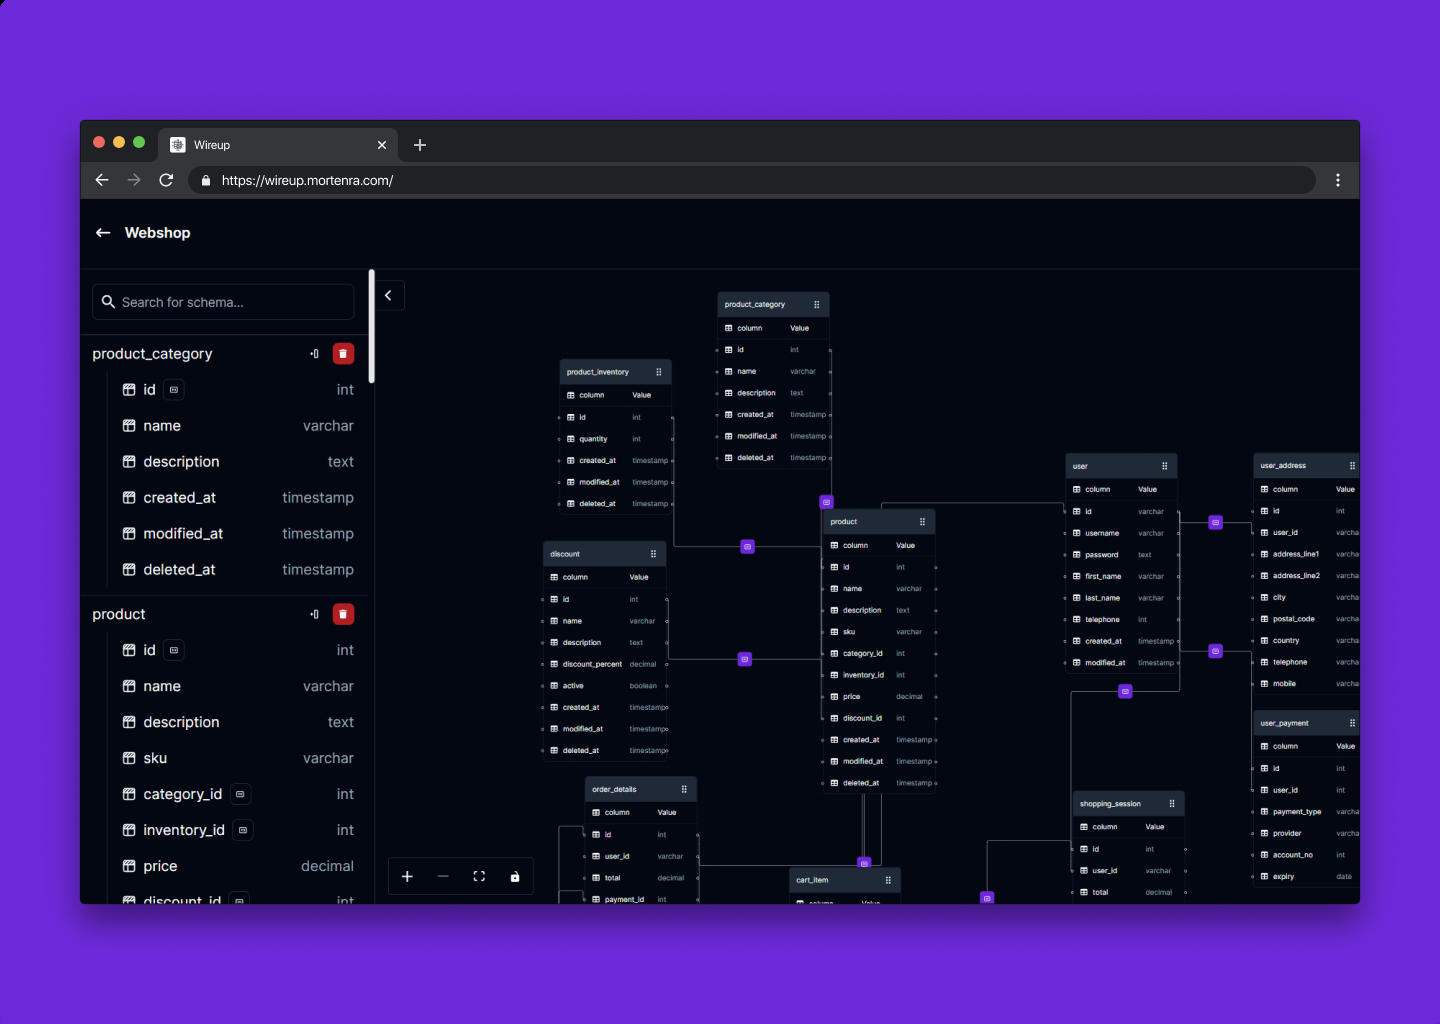 Wireup
https://wireup.mortenra.com/
Webshop
Search for schema...
product_category
id int
name varchar
description text
created_at timestamp
modified_at timestamp
deleted_at timestamp
product
id int
name varchar
description text
sku varchar
category_id int
inventory_id int
price decimal
discount_id int
product_category
column Value
id int
name varchar
description text
created_at timestamp
modified_at timestamp
deleted_at timestamp
product_inventory
column Value
id int
quantity int
created_at timestamp
modified_at timestamp
deleted_at timestamp
discount
column Value
id int
name varchar
description text
discount_percent decimal
active boolean
created_at timestamp
modified_at timestamp
deleted_at timestamp
product
column Value
id int
name varchar
description text
sku varchar
category_id int
inventory_id int
price decimal
discount_id int
created_at timestamp
modified_at timestamp
deleted_at timestamp
order_details
column Value
id int
user_id varchar
total decimal
payment_id int
cart_item
column Value
user
column Value
id varchar
username varchar
password text
first_name varchar
last_name varchar
telephone int
created_at timestamp
modified_at timestamp
shopping_session
column Value
id int
user_id varchar
total decimal
user_address
column Value
id int
user_id varcha
address_line1 varcha
address_line2 varcha
city varcha
postal_code varcha
country varcha
telephone varcha
mobile varcha
user_payment
column Value
id int
user_id int
payment_type varcha
provider varcha
account_no int
expiry date